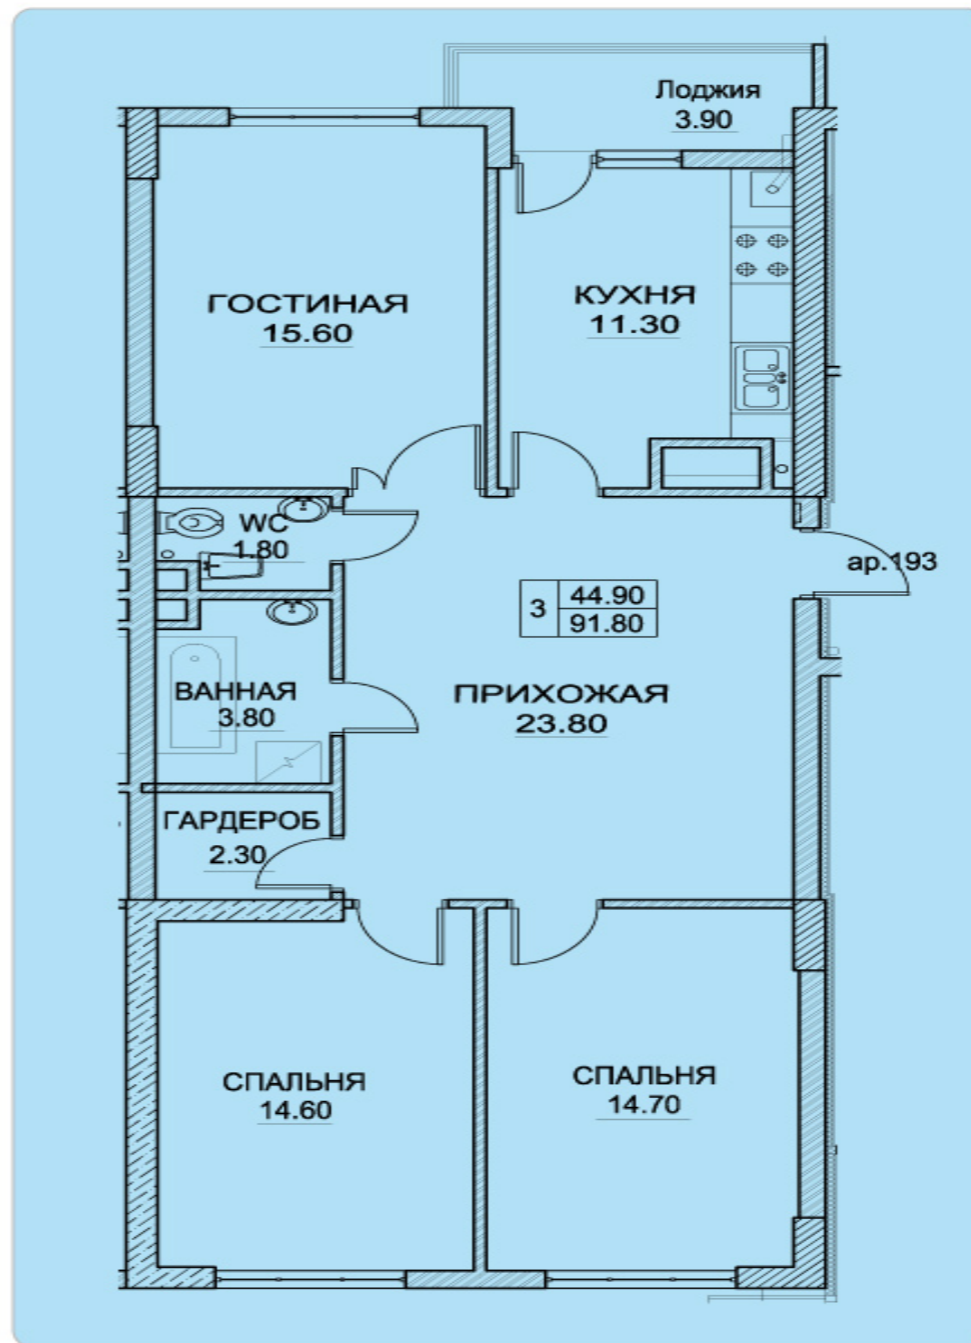 Лоджия
3.90
ГОСТИНАЯ
15.60
КУХНЯ
11.30
WC
1.80
ар.193
3
44.90
91.80
ВАННАЯ
3.80
ПРИХОЖАЯ
23.80
ГАРДЕРОБ
2.30
СПАЛЬНЯ
14.60
СПАЛЬНЯ
14.70